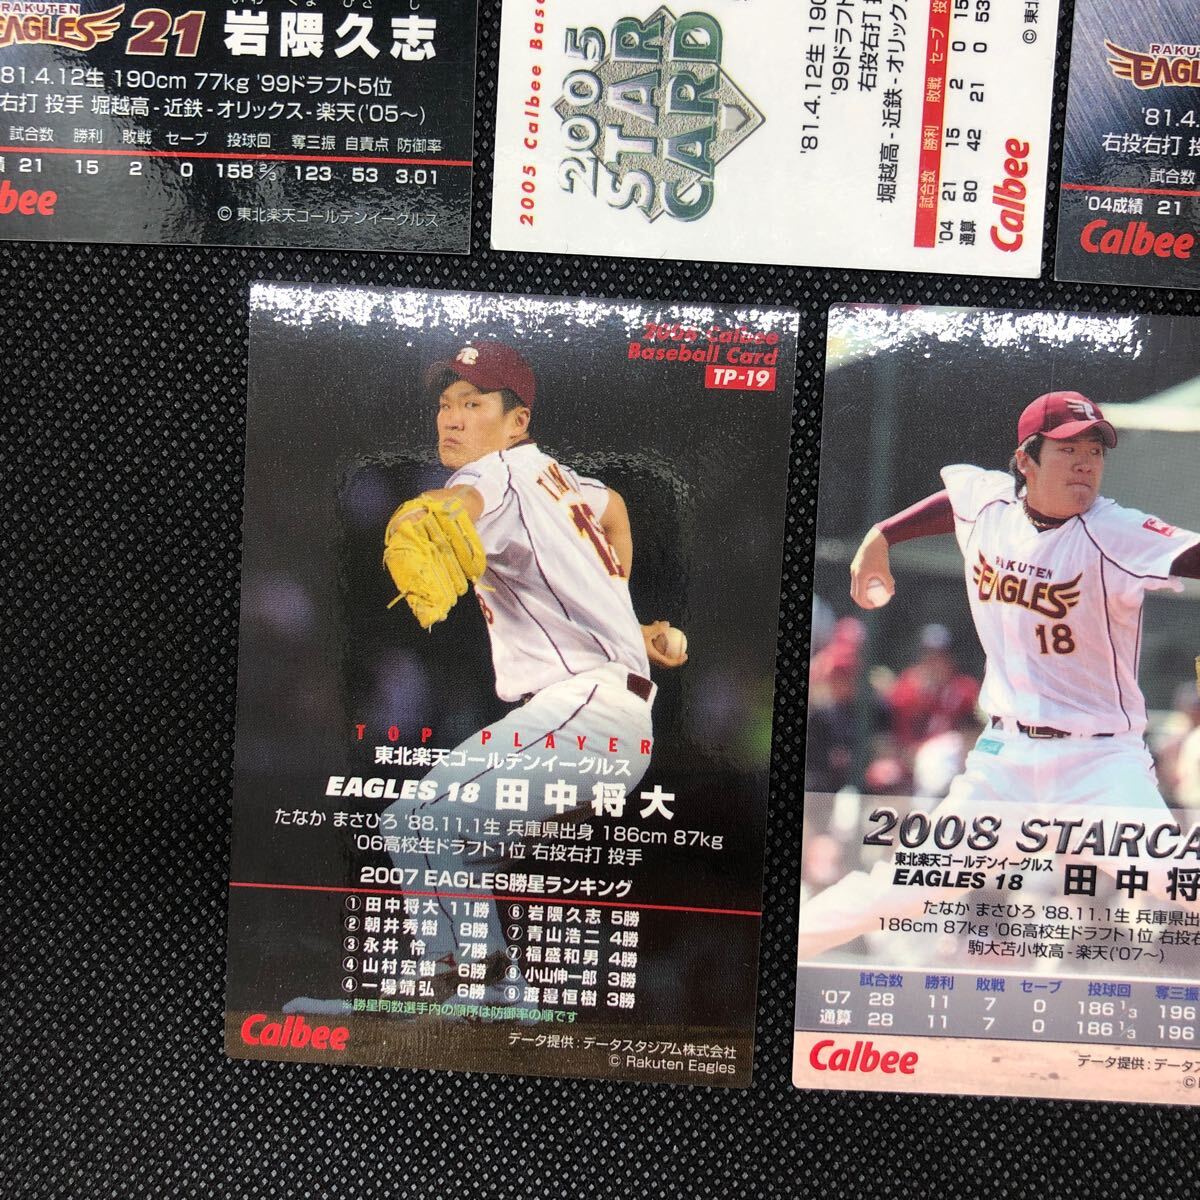 RAKUTEN
EAGLES 21 岩隈久志
81.4.12生 190cm 77kg '99ドラフト5位
右打 投手 堀越高-近鉄-オリックス-楽天('05〜)
試合数 勝利 敗戦 セーブ 投球回 奪三振 自責点 防御率
績 21 15 2 0 158 2/3 123 53 3.01
© 東北楽天ゴールデンイーグルス
2005 Calbee Bas
2005
STAR
CARD
'81.4.12生 190
'99ドラフト
右投右打 投
堀越高-近鉄-オリックス
試合数 勝利 敗戦 セーブ
'04 21 15 2 0 15
通算 80 42 21 0 53
Calbee
RAKU
EAG
'81.4.
右投右打 投
試合数
'04成績 21
Calbee
Calbee
Baseball Card
TP-19
TOP PLAYER
東北楽天ゴールデンイーグルス
EAGLES 18 田中将大
たなか まさひろ '88.11.1生 兵庫県出身 186cm 87kg
'06高校生ドラフト1位 右投右打 投手
2007 EAGLES勝星ランキング
① 田中将大 11勝 ⑥ 岩隈久志 5勝
② 朝井秀樹 8勝 ⑦ 青山浩二 4勝
③ 永井 怜 7勝 ⑦ 福盛和男 4勝
④ 山村宏樹 6勝 ⑨ 小山伸一郎 3勝
④ 一場靖弘 6勝 ⑨ 渡邉恒樹 3勝
※勝星同数選手内の順序は防御率の順です
Calbee
データ提供:データスタジアム株式会社
© Rakuten Eagles
RAKUTEN
EAGLES
18
2008 STARCA
東北楽天ゴールデンイーグルス
EAGLES 18 田中将
たなか まさひろ '88.11.1生 兵庫県出
186cm 87kg '06高校生ドラフト1位 右投右
駒大苫小牧高-楽天('07〜)
試合数 勝利 敗戦 セーブ 投球回 奪三振
'07 28 11 7 0 186 1/3 196
通算 28 11 7 0 186 1/3 196
Calbee
データ提供:データス